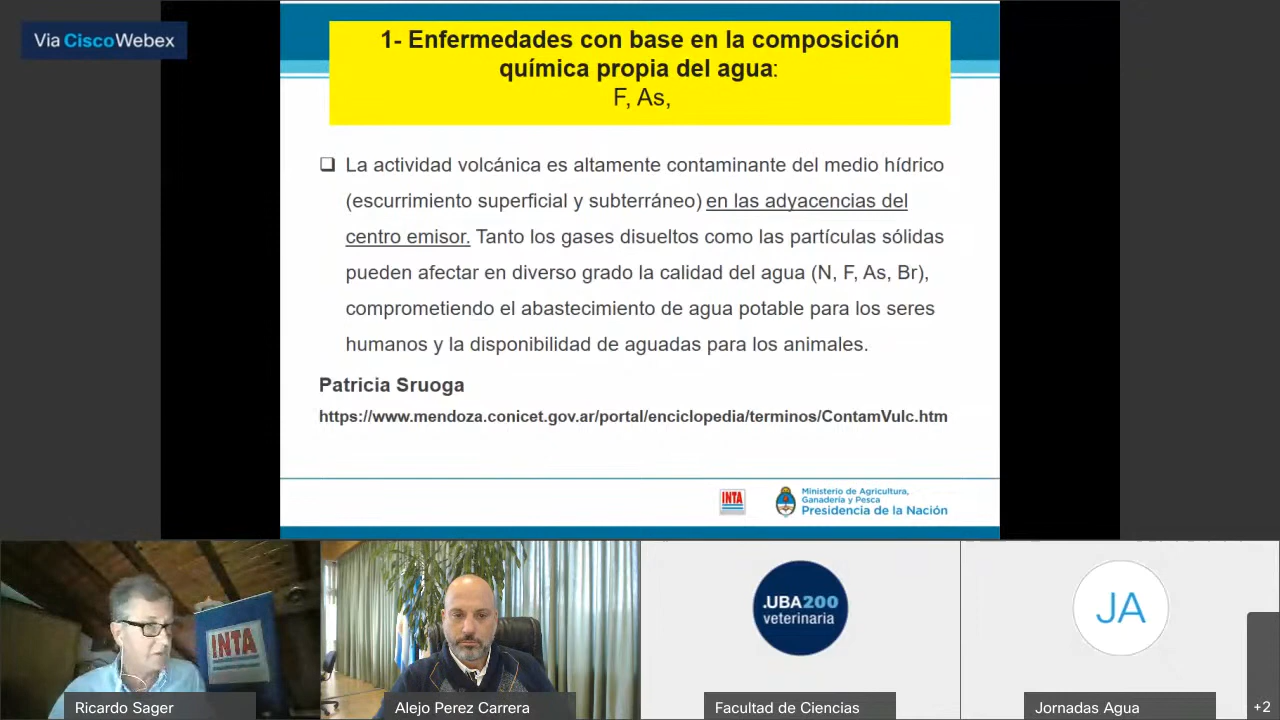 Via Cisco Webex
1- Enfermedades con base en la composición
química propia del agua:
F, As,
❑ La actividad volcánica es altamente contaminante del medio hídrico
(escurrimiento superficial y subterráneo) en las adyacencias del
centro emisor. Tanto los gases disueltos como las partículas sólidas
pueden afectar en diverso grado la calidad del agua (N, F, As, Br),
comprometiendo el abastecimiento de agua potable para los seres
humanos y la disponibilidad de aguadas para los animales.
Patricia Sruoga
https://www.mendoza.conicet.gov.ar/portal/enciclopedia/terminos/ContamVulc.htm
INTA
Ministerio de Agricultura,
Ganadería y Pesca
Presidencia de la Nación
INTA
.UBA200
veterinaria
JA
Ricardo Sager
Alejo Perez Carrera
Facultad de Ciencias
Jornadas Agua
+2